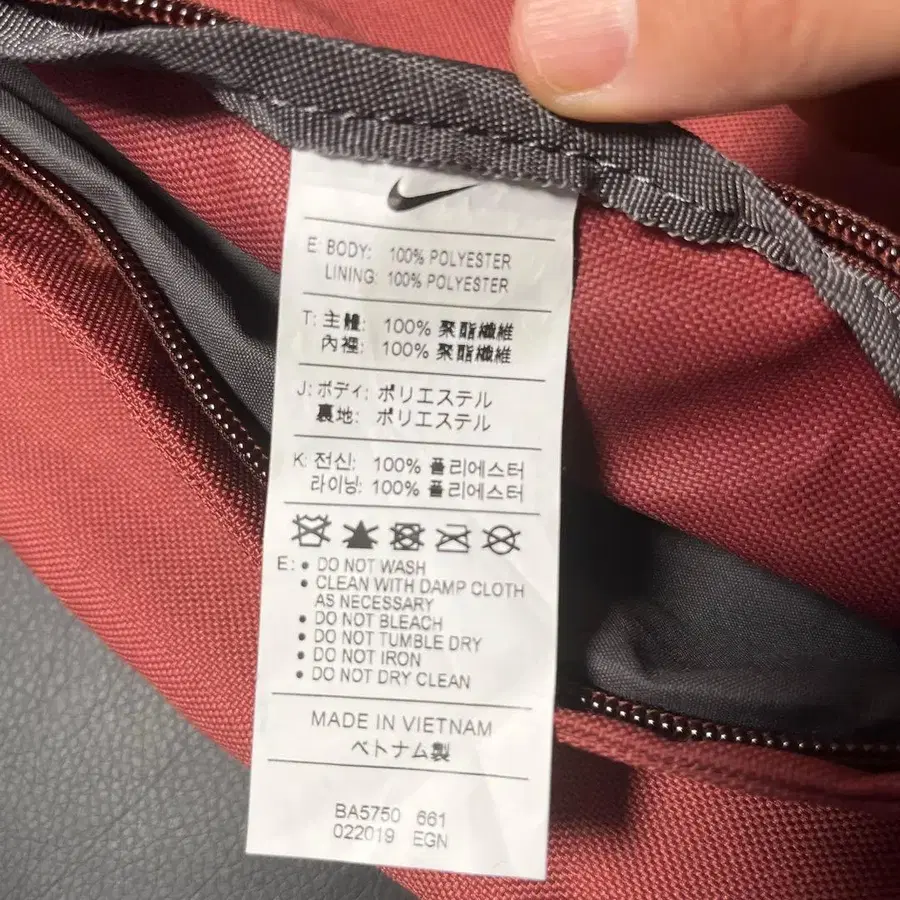 E: BODY: 100% POLYESTER
LINING: 100% POLYESTER
T: 主體: 100% 聚酯纖維
內裡: 100% 聚酯纖維
J: ボディ: ポリエステル
裏地: ポリエステル
K: 전신: 100% 폴리에스터
라이닝: 100% 폴리에스터
E: • DO NOT WASH
• CLEAN WITH DAMP CLOTH
AS NECESSARY
• DO NOT BLEACH
• DO NOT TUMBLE DRY
• DO NOT IRON
• DO NOT DRY CLEAN
MADE IN VIETNAM
ベトナム製
BA5750 661
022019 EGN